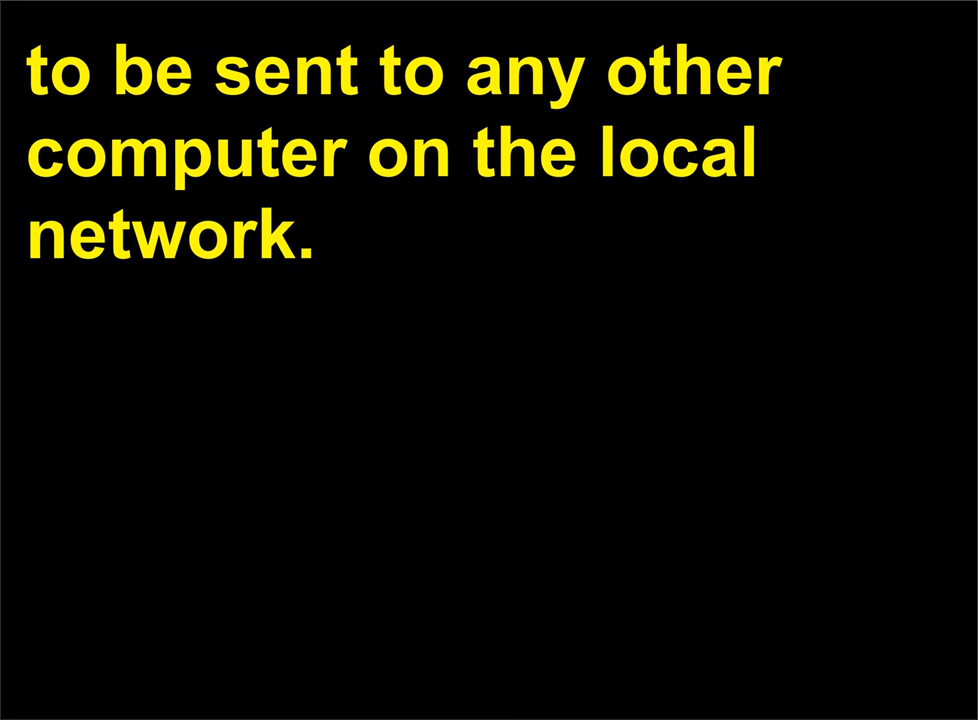 to be sent to any other
computer on the local
network.